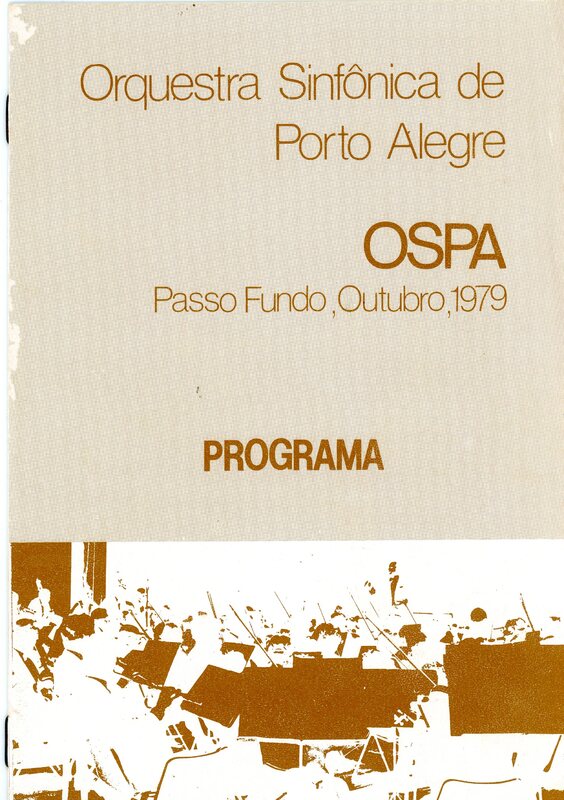 Orquestra Sinfônica de
Porto Alegre
OSPA
Passo Fundo,Outubro,1979
PROGRAMA